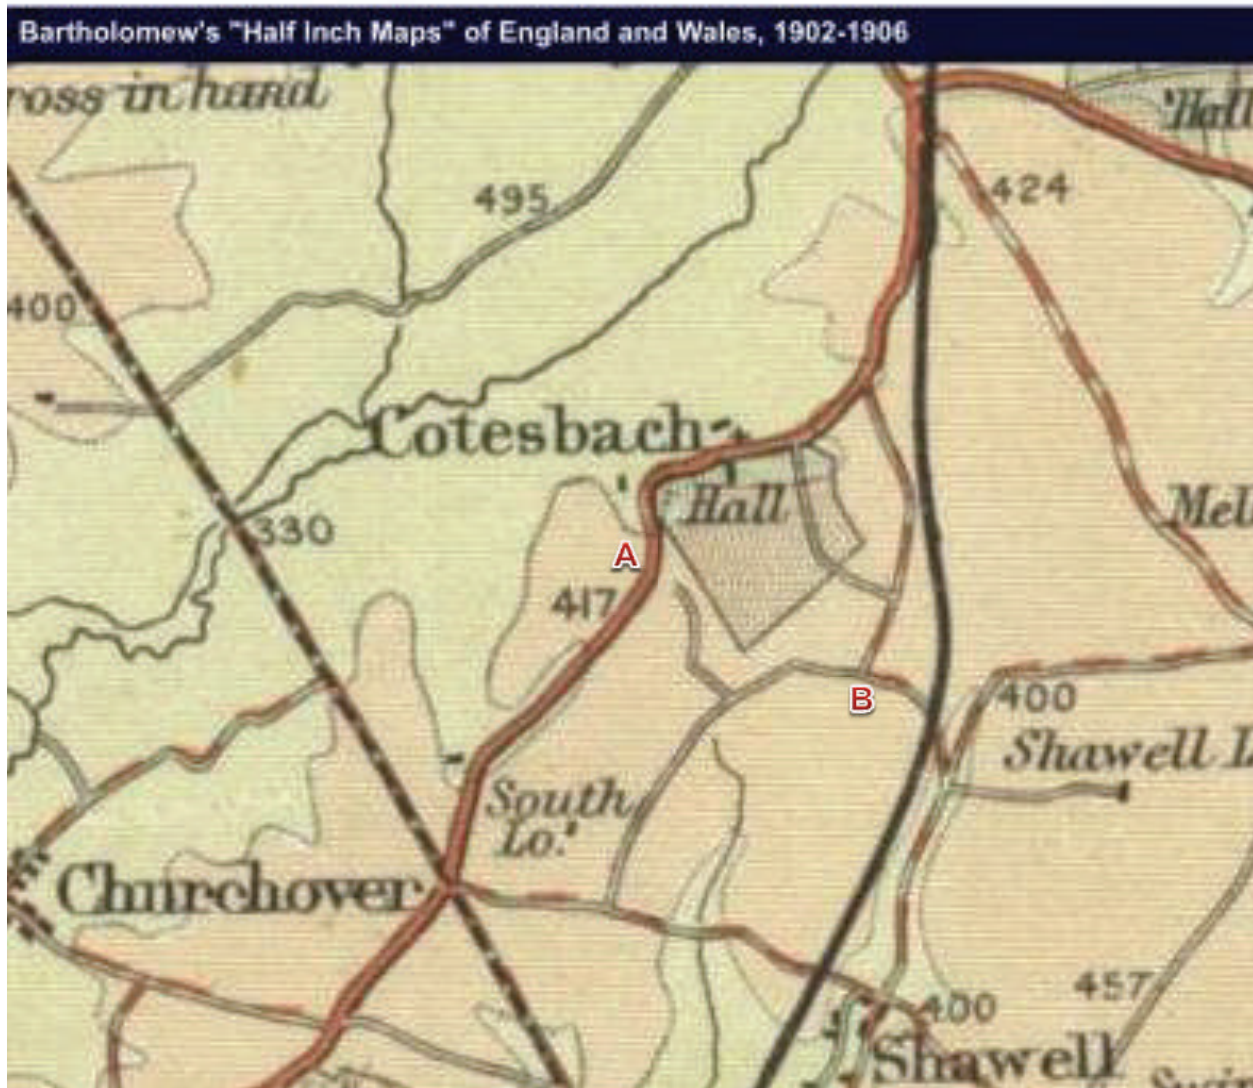 Bartholomew's "Half Inch Maps" of England and Wales, 1902-1906
ross in hand
'Hall
495
424
400
Cotesbach
Hall
Mel
330
A
417
B
400
Shawell L
South
Lo.
Churchover
457
400
Shawell